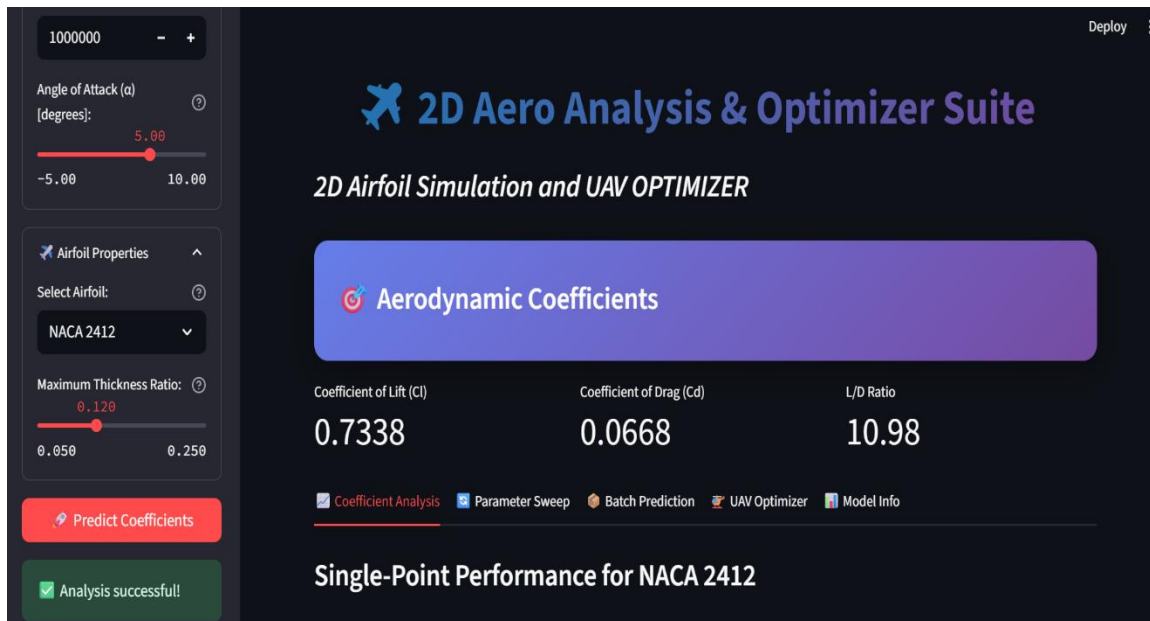 1000000
Angle of Attack (α)
[degrees]:
5.00
-5.00 10.00
Airfoil Properties
Select Airfoil:
NACA 2412
Maximum Thickness Ratio:
0.120
0.050 0.250
Predict Coefficients
Analysis successful!
Deploy
2D Aero Analysis & Optimizer Suite
2D Airfoil Simulation and UAV OPTIMIZER
Aerodynamic Coefficients
Coefficient of Lift (Cl) Coefficient of Drag (Cd) L/D Ratio
0.7338 0.0668 10.98
Coefficient Analysis Parameter Sweep Batch Prediction UAV Optimizer Model Info
Single-Point Performance for NACA 2412